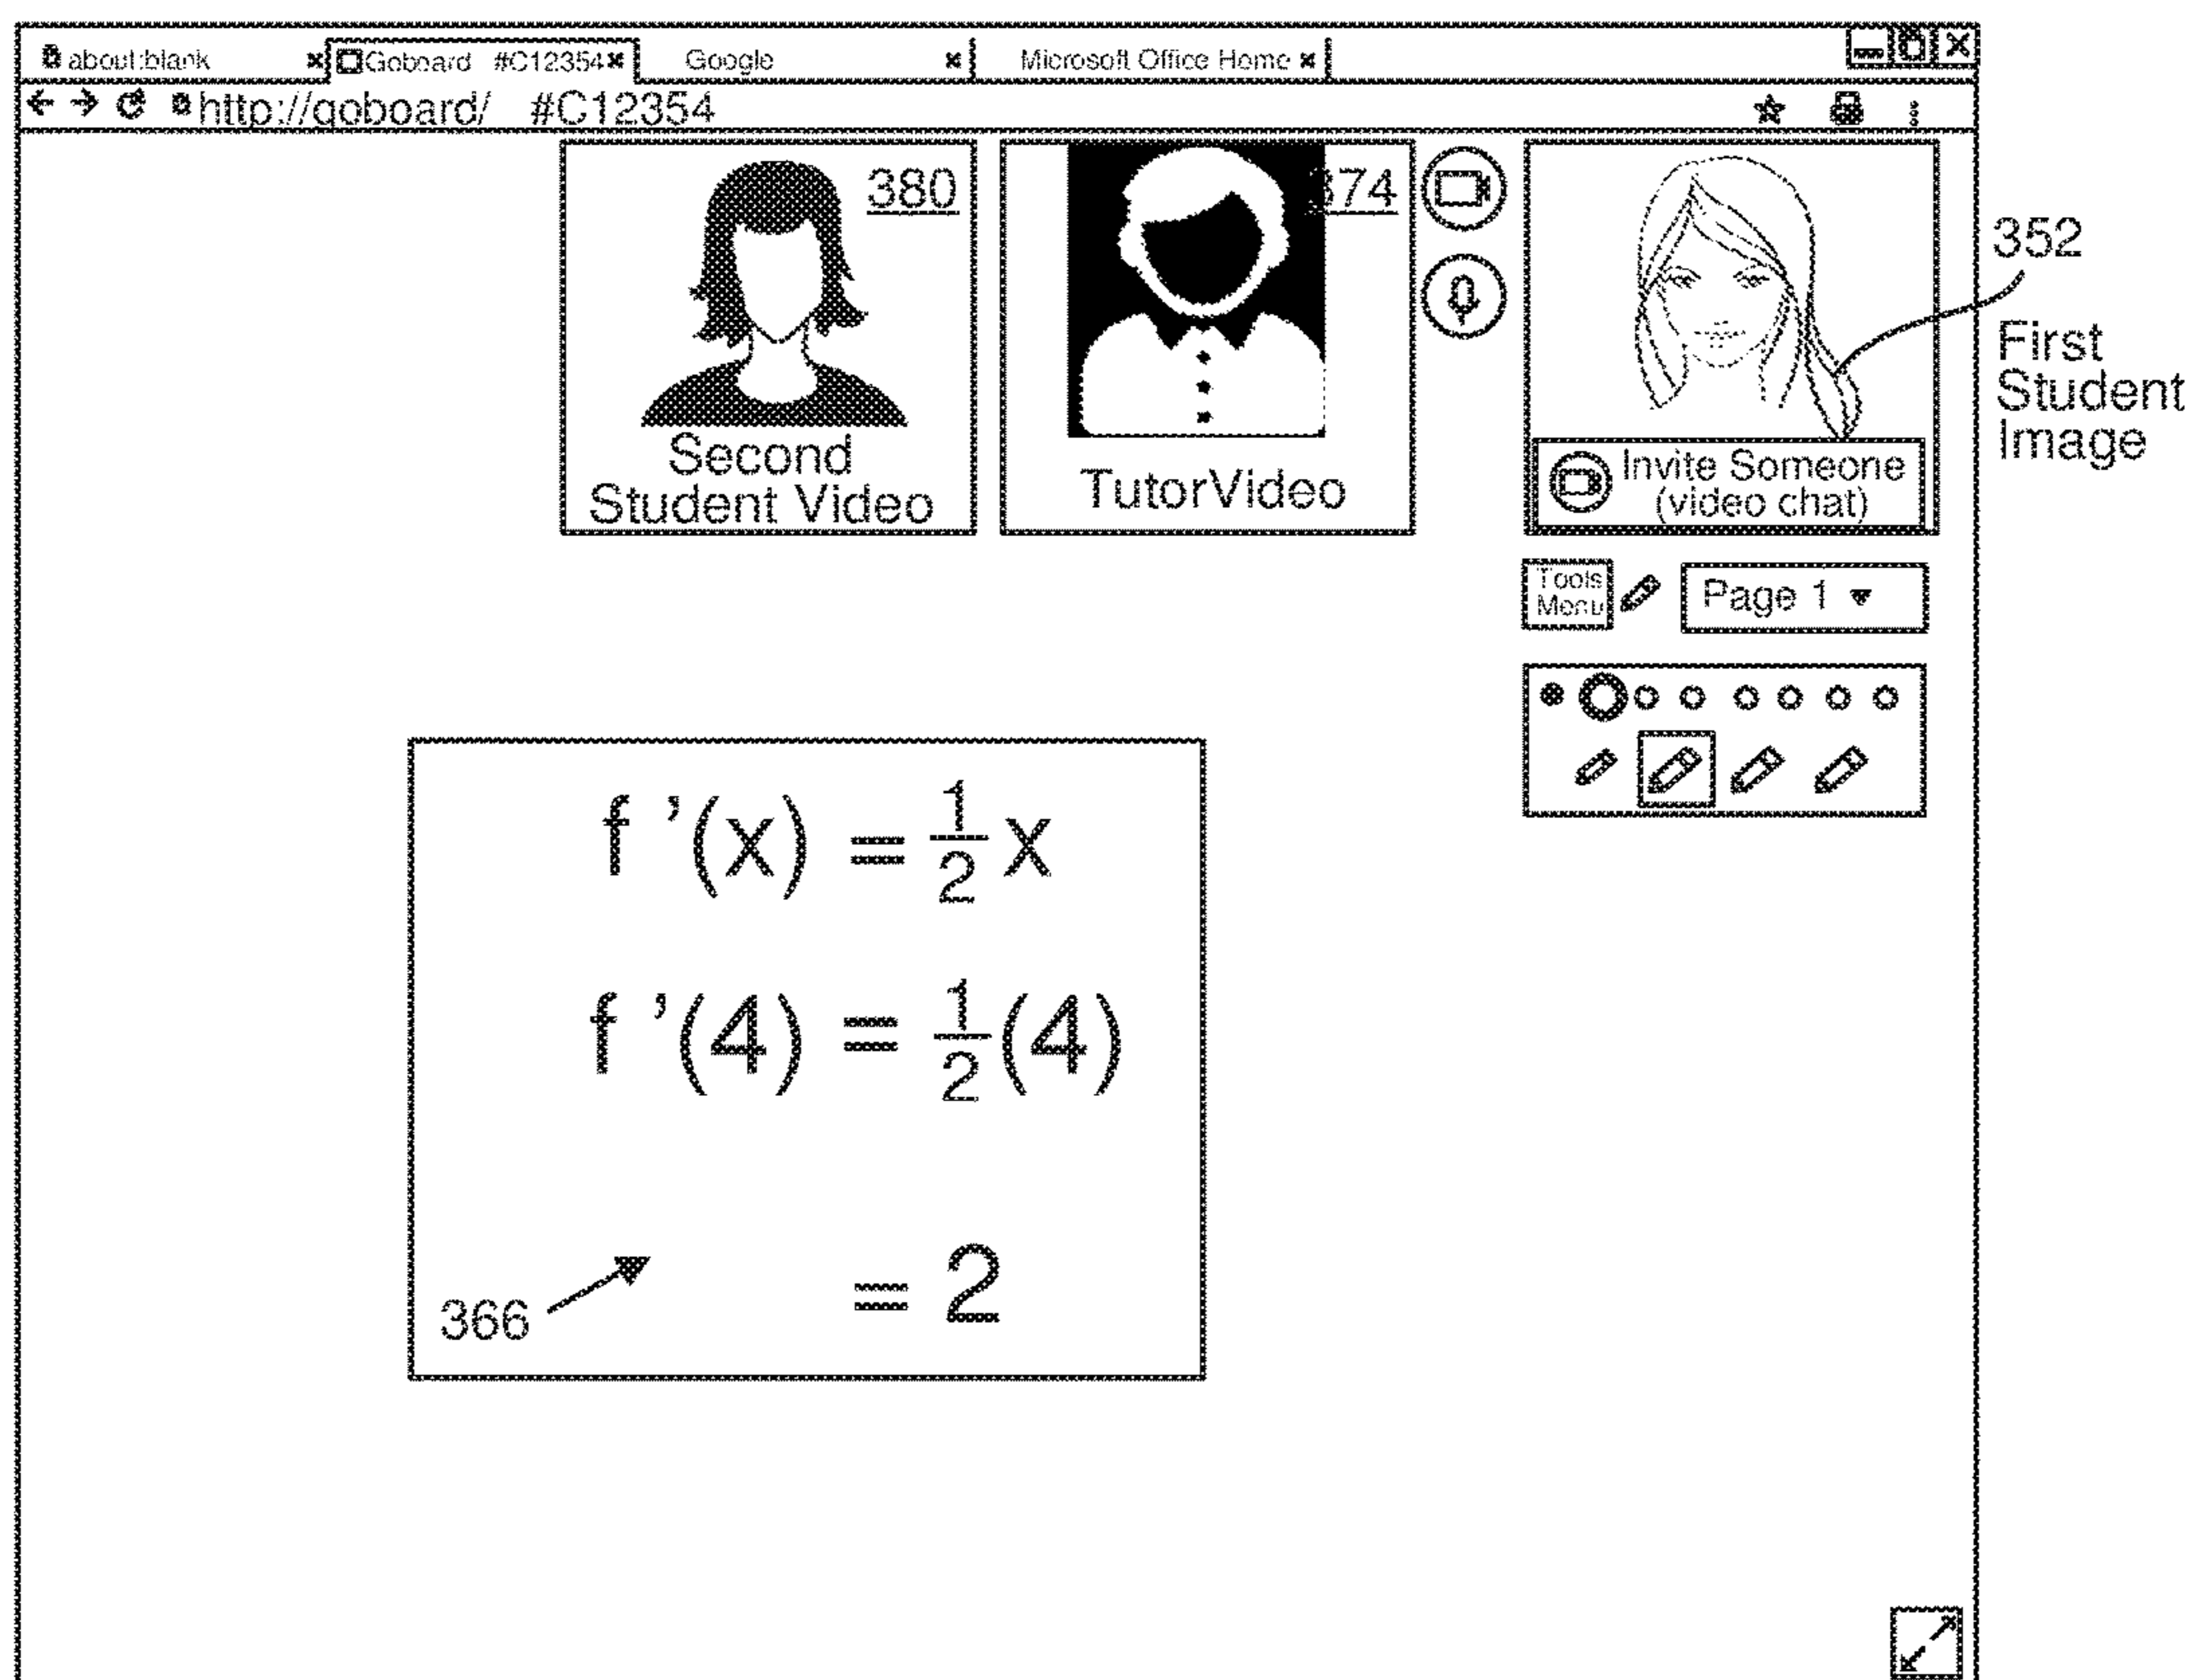 about:blank
Goboard #C12354
Google
Microsoft Office Home
http://goboard/ #C12354
380
374
352
First
Student
Image
Second
Student Video
TutorVideo
Invite Someone
(video chat)
Tools
Menu
Page 1
f '(x) = 1/2 x
f '(4) = 1/2 (4)
= 2
366